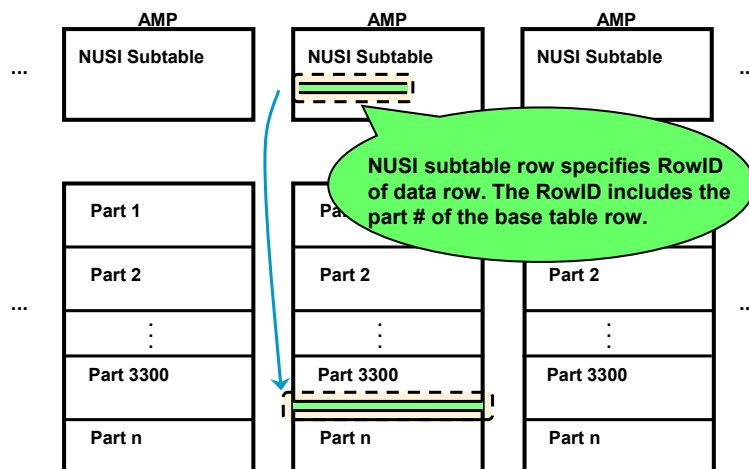 AMP AMP AMP
NUSI Subtable NUSI Subtable NUSI Subtable
... ... ..
NUSI subtable row specifies RowID
of data row. The RowID includes the
part # of the base table row.
Part 1 Pa
Part 2 Part 2 Part 2
... ..
Part 3300 Part 3300 Part 3300
Part n Part n Part n